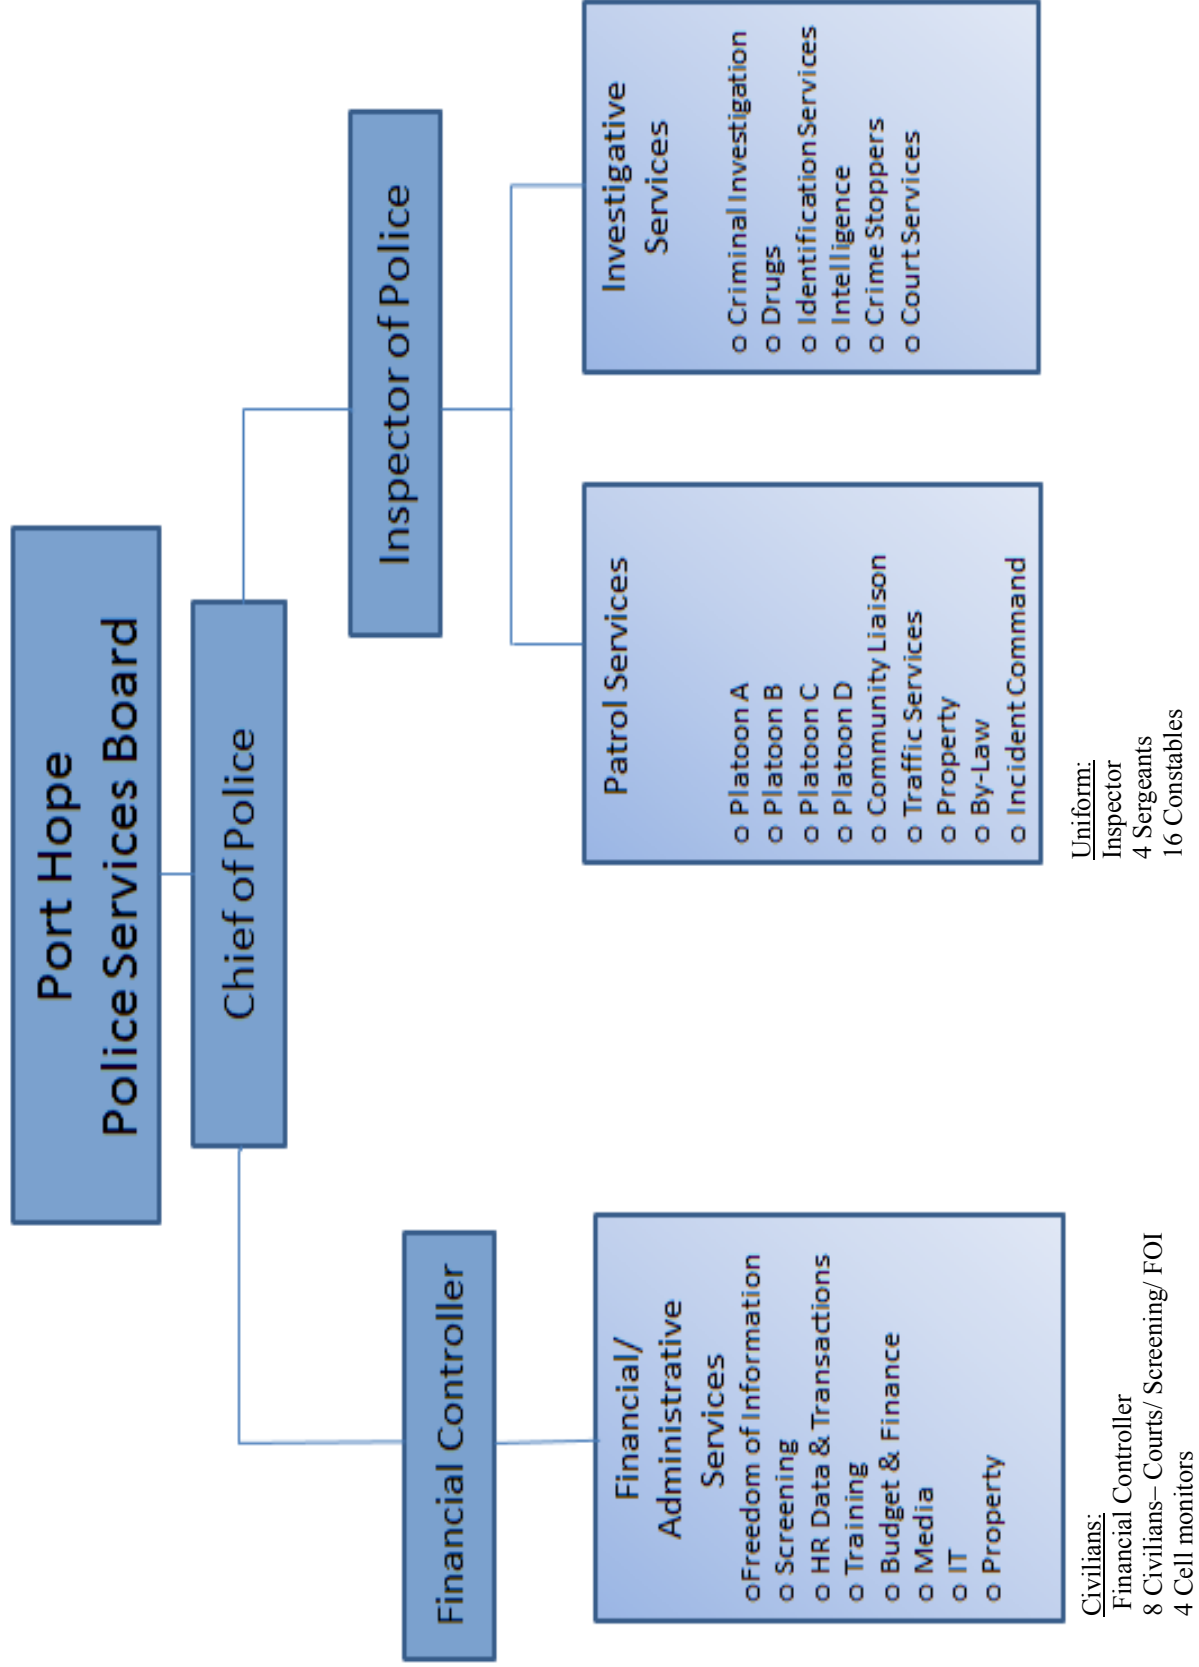 Port Hope
Police Services Board
Chief of Police
Financial Controller
Inspector of Police
Financial/
Administrative
Services
oFreedom of Information
o Screening
o HR Data & Transactions
o Training
o Budget & Finance
o Media
o IT
o Property
Patrol Services
o Platoon A
o Platoon B
o Platoon C
o Platoon D
o Community Liaison
o Traffic Services
o Property
o By-Law
o Incident Command
Investigative
Services
o Criminal Investigation
o Drugs
o Identification Services
o Intelligence
o Crime Stoppers
o Court Services
Civilians:
Financial Controller
8 Civilians– Courts/ Screening/ FOI
4 Cell monitors
Uniform:
Inspector
4 Sergeants
16 Constables